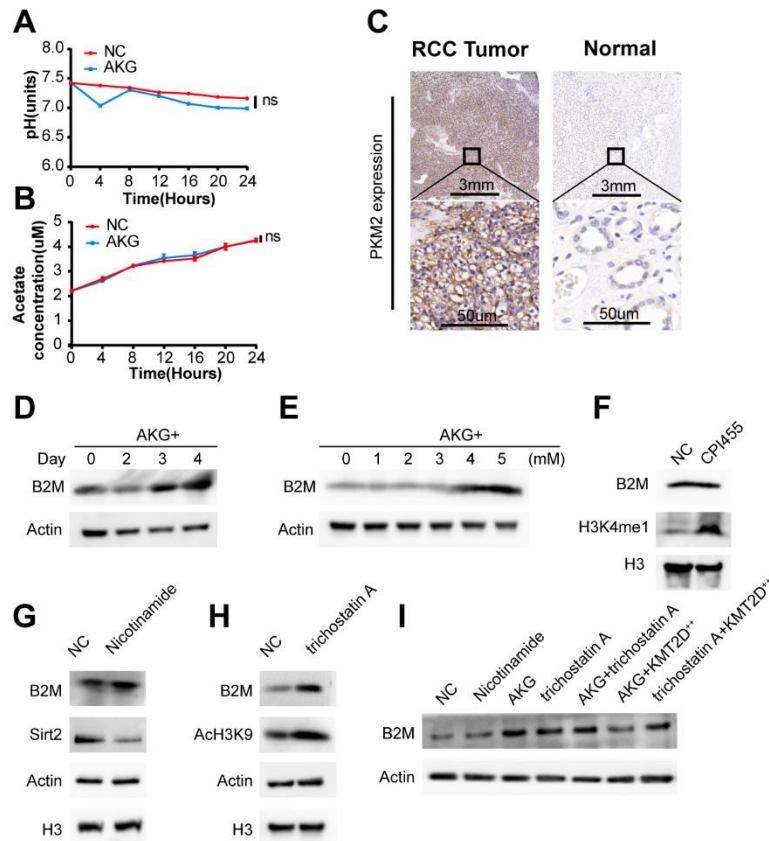 A
NC
AKG
8.0
7.5
7.0
6.5
6.0
pH(units)
0 4 8 12 16 20 24
Time(Hours)
ns
B
NC
AKG
5
4
3
2
1
0
Acetate
concentration(uM)
0 4 8 12 16 20 24
Time(Hours)
ns
C
RCC Tumor Normal
PKM2 expression
3mm 3mm
50um 50um
D
AKG+
Day 0 2 3 4
B2M
Actin
E
AKG+
0 1 2 3 4 5 (mM)
B2M
Actin
F
NC CPI455
B2M
H3K4me1
H3
G
NC Nicotinamide
B2M
Sirt2
Actin
H3
H
NC trichostatin A
B2M
AcH3K9
Actin
H3
I
NC Nicotinamide AKG trichostatin A AKG+trichostatin A AKG+KMT2D⁺⁺ trichostatin A+KMT2D⁺⁺
B2M
Actin